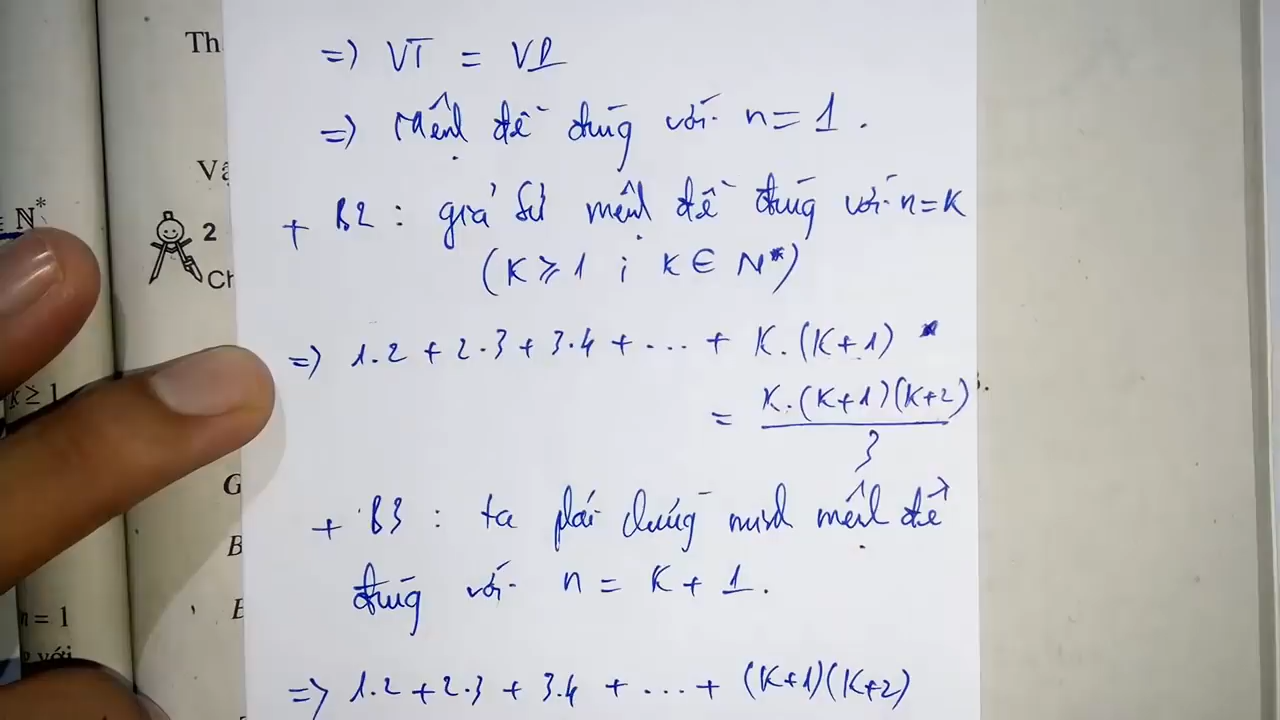 Th
=) VT = VP
=) Mệnh đề đúng với n = 1 .
Vậ
∈ ℕ*
2
Ch
+ B2 : giả sử mệnh đề đúng với n = K
(K ≥ 1 ; K ∈ N*)
=) 1.2 + 2.3 + 3.4 + ... + K.(K+1)
= K.(K+1)(K+2)
3
k ≥ 1
G
+ B3 : ta phải chứng minh mệnh đề
B
đúng với n = K + 1 .
n = 1
với
=) 1.2 + 2.3 + 3.4 + ... + (K+1)(K+2)